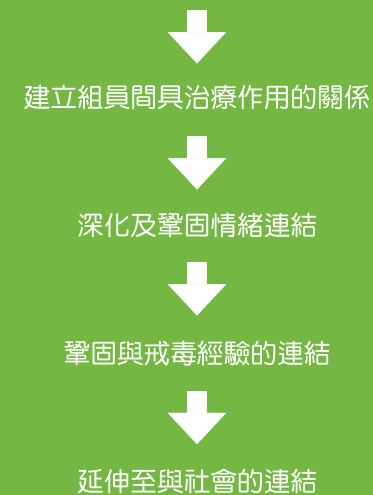 建立組員間具治療作用的關係
深化及鞏固情緒連結
鞏固與戒毒經驗的連結
延伸至與社會的連結